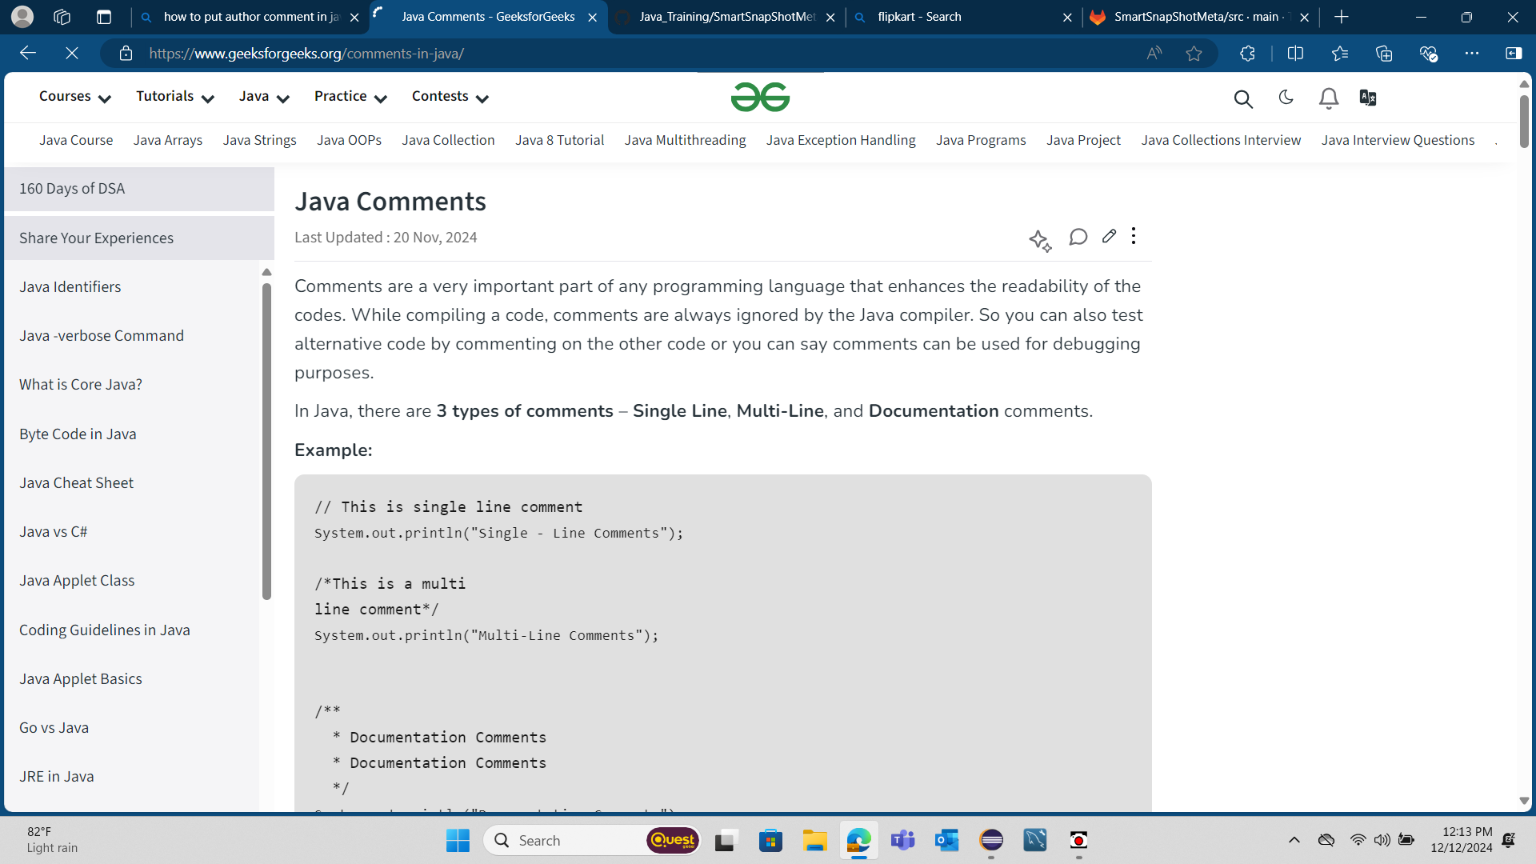 how to put author comment in ja
Java Comments - GeeksforGeeks
Java_Training/SmartSnapShotMet
flipkart - Search
SmartSnapShotMeta/src · main ·
https://www.geeksforgeeks.org/comments-in-java/
Courses
Tutorials
Java
Practice
Contests
Java Course
Java Arrays
Java Strings
Java OOPs
Java Collection
Java 8 Tutorial
Java Multithreading
Java Exception Handling
Java Programs
Java Project
Java Collections Interview
Java Interview Questions
160 Days of DSA
Share Your Experiences
Java Identifiers
Java -verbose Command
What is Core Java?
Byte Code in Java
Java Cheat Sheet
Java vs C#
Java Applet Class
Coding Guidelines in Java
Java Applet Basics
Go vs Java
JRE in Java
Java Comments
Last Updated : 20 Nov, 2024
Comments are a very important part of any programming language that enhances the readability of the
codes. While compiling a code, comments are always ignored by the Java compiler. So you can also test
alternative code by commenting on the other code or you can say comments can be used for debugging
purposes.
In Java, there are 3 types of comments – Single Line, Multi-Line, and Documentation comments.
Example:
// This is single line comment
System.out.println("Single - Line Comments");
/*This is a multi
line comment*/
System.out.println("Multi-Line Comments");
/**
* Documentation Comments
* Documentation Comments
*/
82°F
Light rain
Search
Quest
12:13 PM
12/12/2024